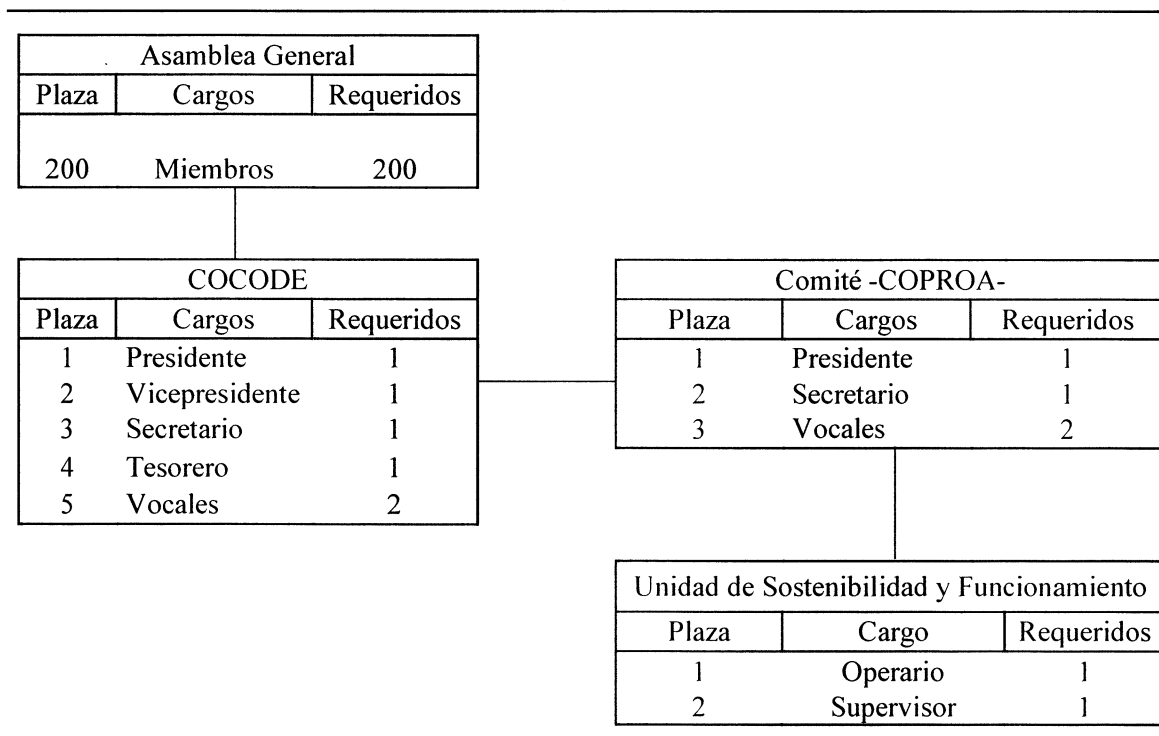 Asamblea General
Plaza Cargos Requeridos
200 Miembros 200
COCODE
Plaza Cargos Requeridos
1 Presidente 1
2 Vicepresidente 1
3 Secretario 1
4 Tesorero 1
5 Vocales 2
Comité -COPROA-
Plaza Cargos Requeridos
1 Presidente 1
2 Secretario 1
3 Vocales 2
Unidad de Sostenibilidad y Funcionamiento
Plaza Cargo Requeridos
1 Operario 1
2 Supervisor 1